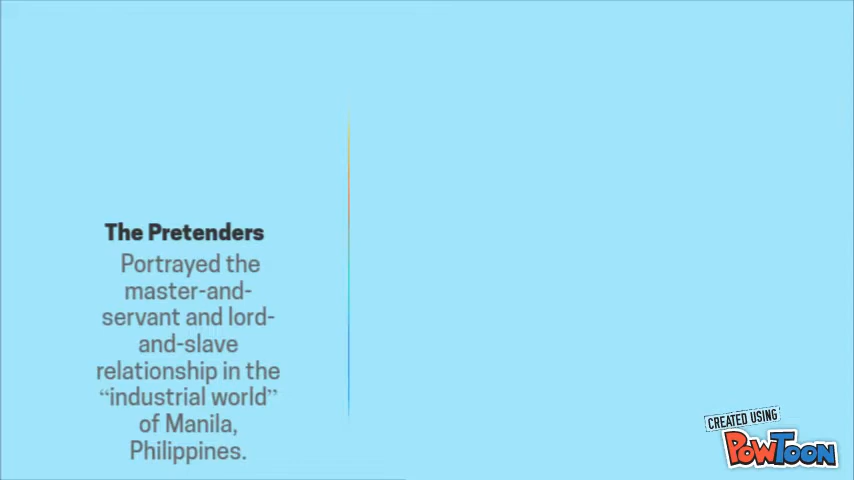 The Pretenders
Portrayed the
master-and-
servant and lord-
and-slave
relationship in the
“industrial world”
of Manila,
Philippines.
CREATED USING
POWTOON